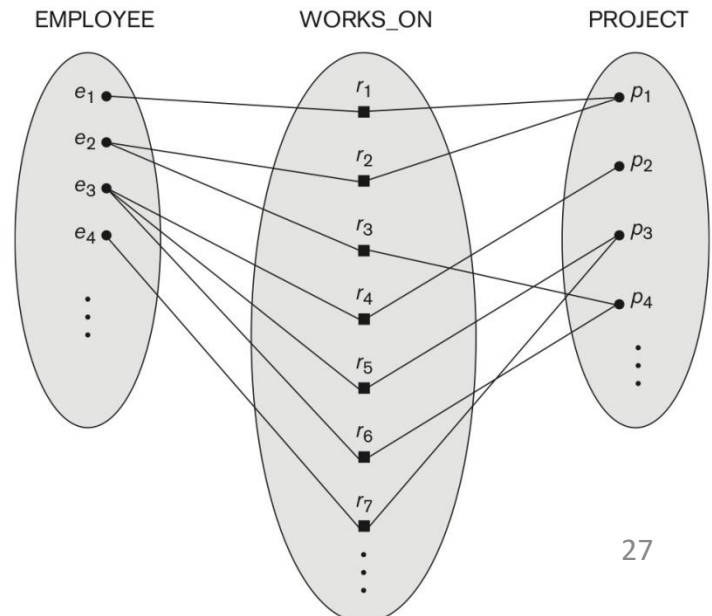 EMPLOYEE WORKS_ON PROJECT
e1
e2
e3
e4
r1
r2
r3
r4
r5
r6
r7
p1
p2
p3
p4
27